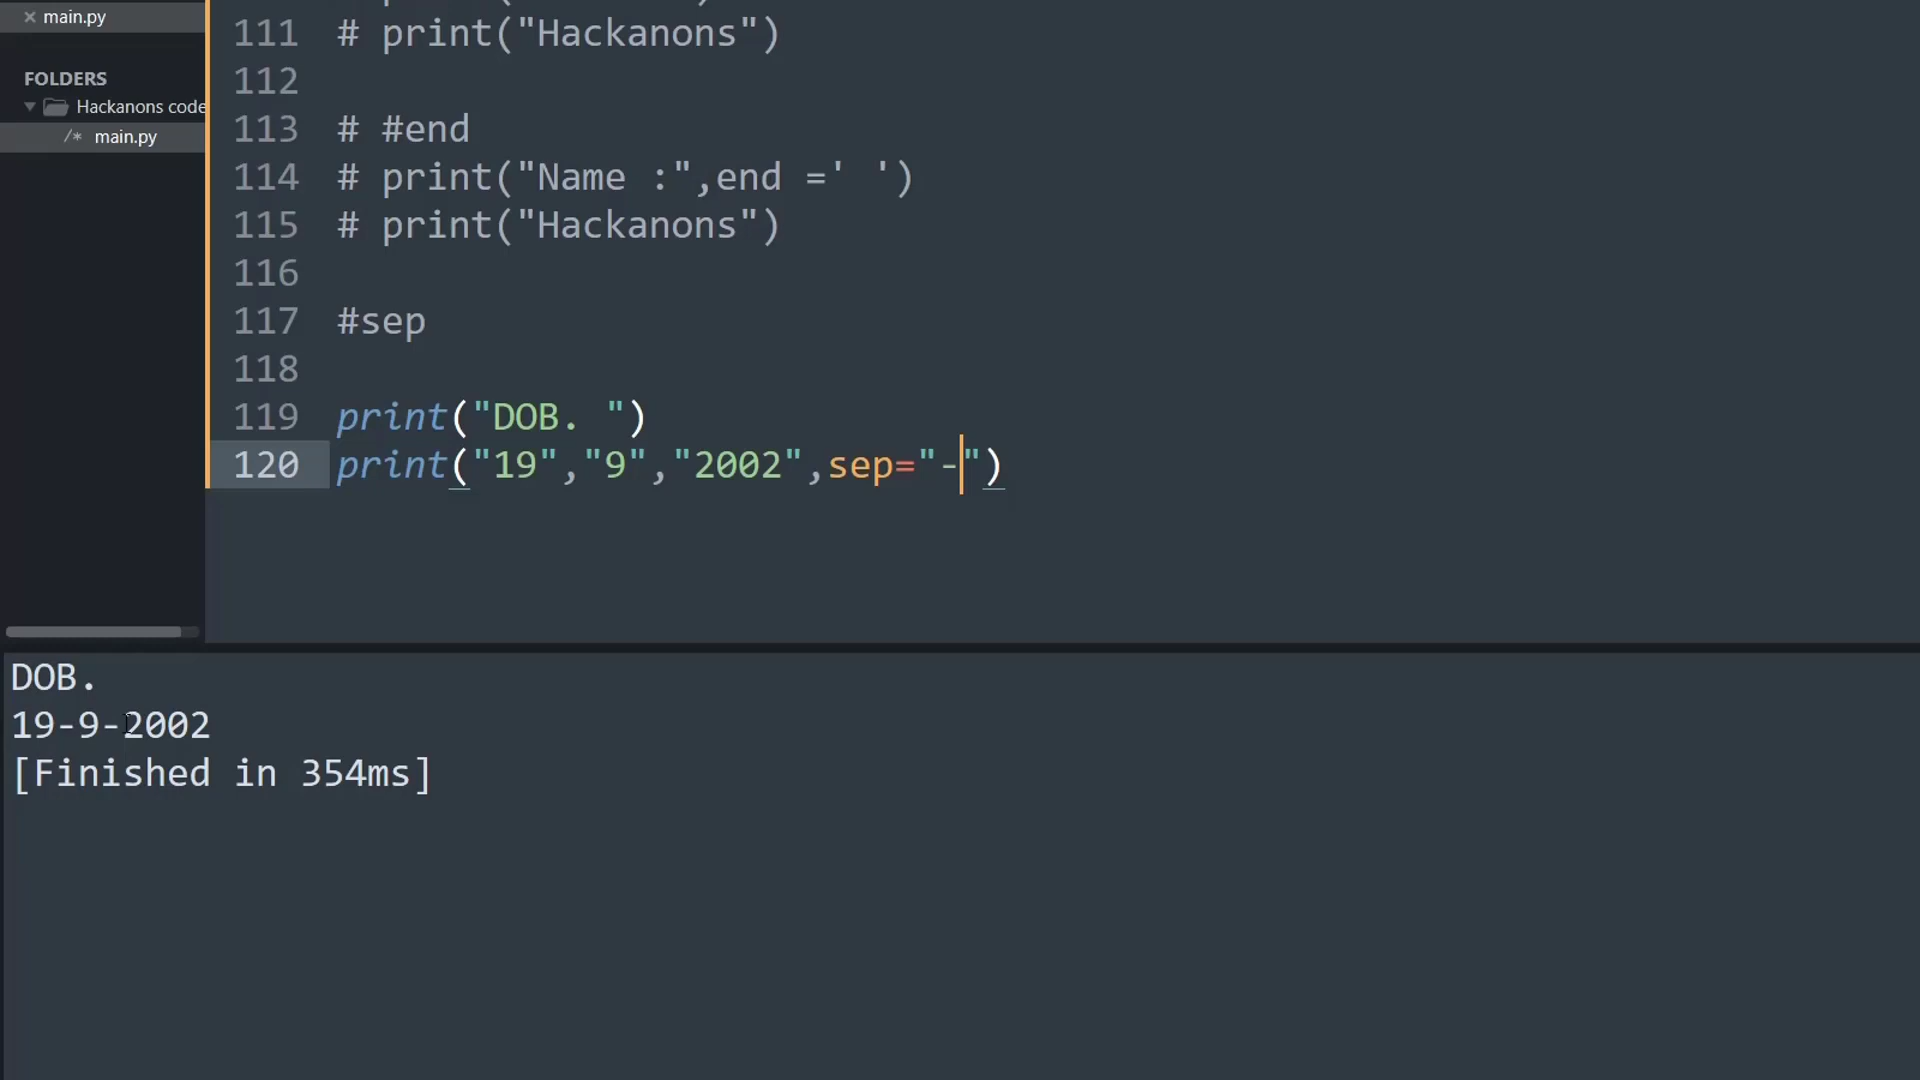 main.py
FOLDERS
Hackanons code
/* main.py
111 # print("Hackanons")
112
113 # #end
114 # print("Name :",end =' ')
115 # print("Hackanons")
116
117 #sep
118
119 print("DOB. ")
120 print("19","9","2002",sep="-")
DOB.
19-9-2002
[Finished in 354ms]